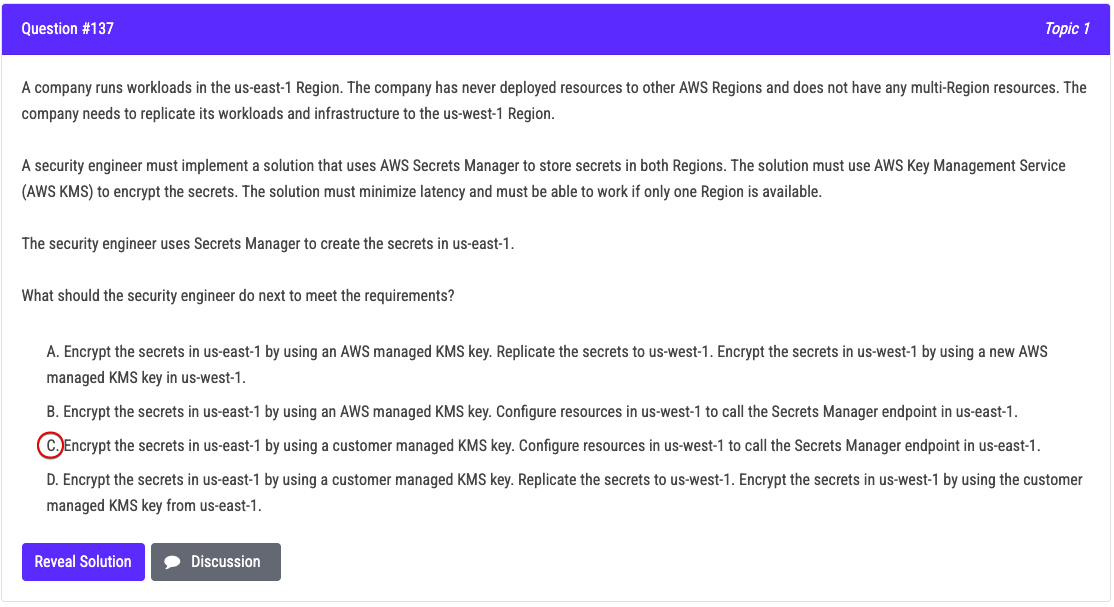 Question #137
Topic 1
A company runs workloads in the us-east-1 Region. The company has never deployed resources to other AWS Regions and does not have any multi-Region resources. The
company needs to replicate its workloads and infrastructure to the us-west-1 Region.
A security engineer must implement a solution that uses AWS Secrets Manager to store secrets in both Regions. The solution must use AWS Key Management Service
(AWS KMS) to encrypt the secrets. The solution must minimize latency and must be able to work if only one Region is available.
The security engineer uses Secrets Manager to create the secrets in us-east-1.
What should the security engineer do next to meet the requirements?
A. Encrypt the secrets in us-east-1 by using an AWS managed KMS key. Replicate the secrets to us-west-1. Encrypt the secrets in us-west-1 by using a new AWS
managed KMS key in us-west-1.
B. Encrypt the secrets in us-east-1 by using an AWS managed KMS key. Configure resources in us-west-1 to call the Secrets Manager endpoint in us-east-1.
C. Encrypt the secrets in us-east-1 by using a customer managed KMS key. Configure resources in us-west-1 to call the Secrets Manager endpoint in us-east-1.
D. Encrypt the secrets in us-east-1 by using a customer managed KMS key. Replicate the secrets to us-west-1. Encrypt the secrets in us-west-1 by using the customer
managed KMS key from us-east-1.
Reveal Solution
Discussion